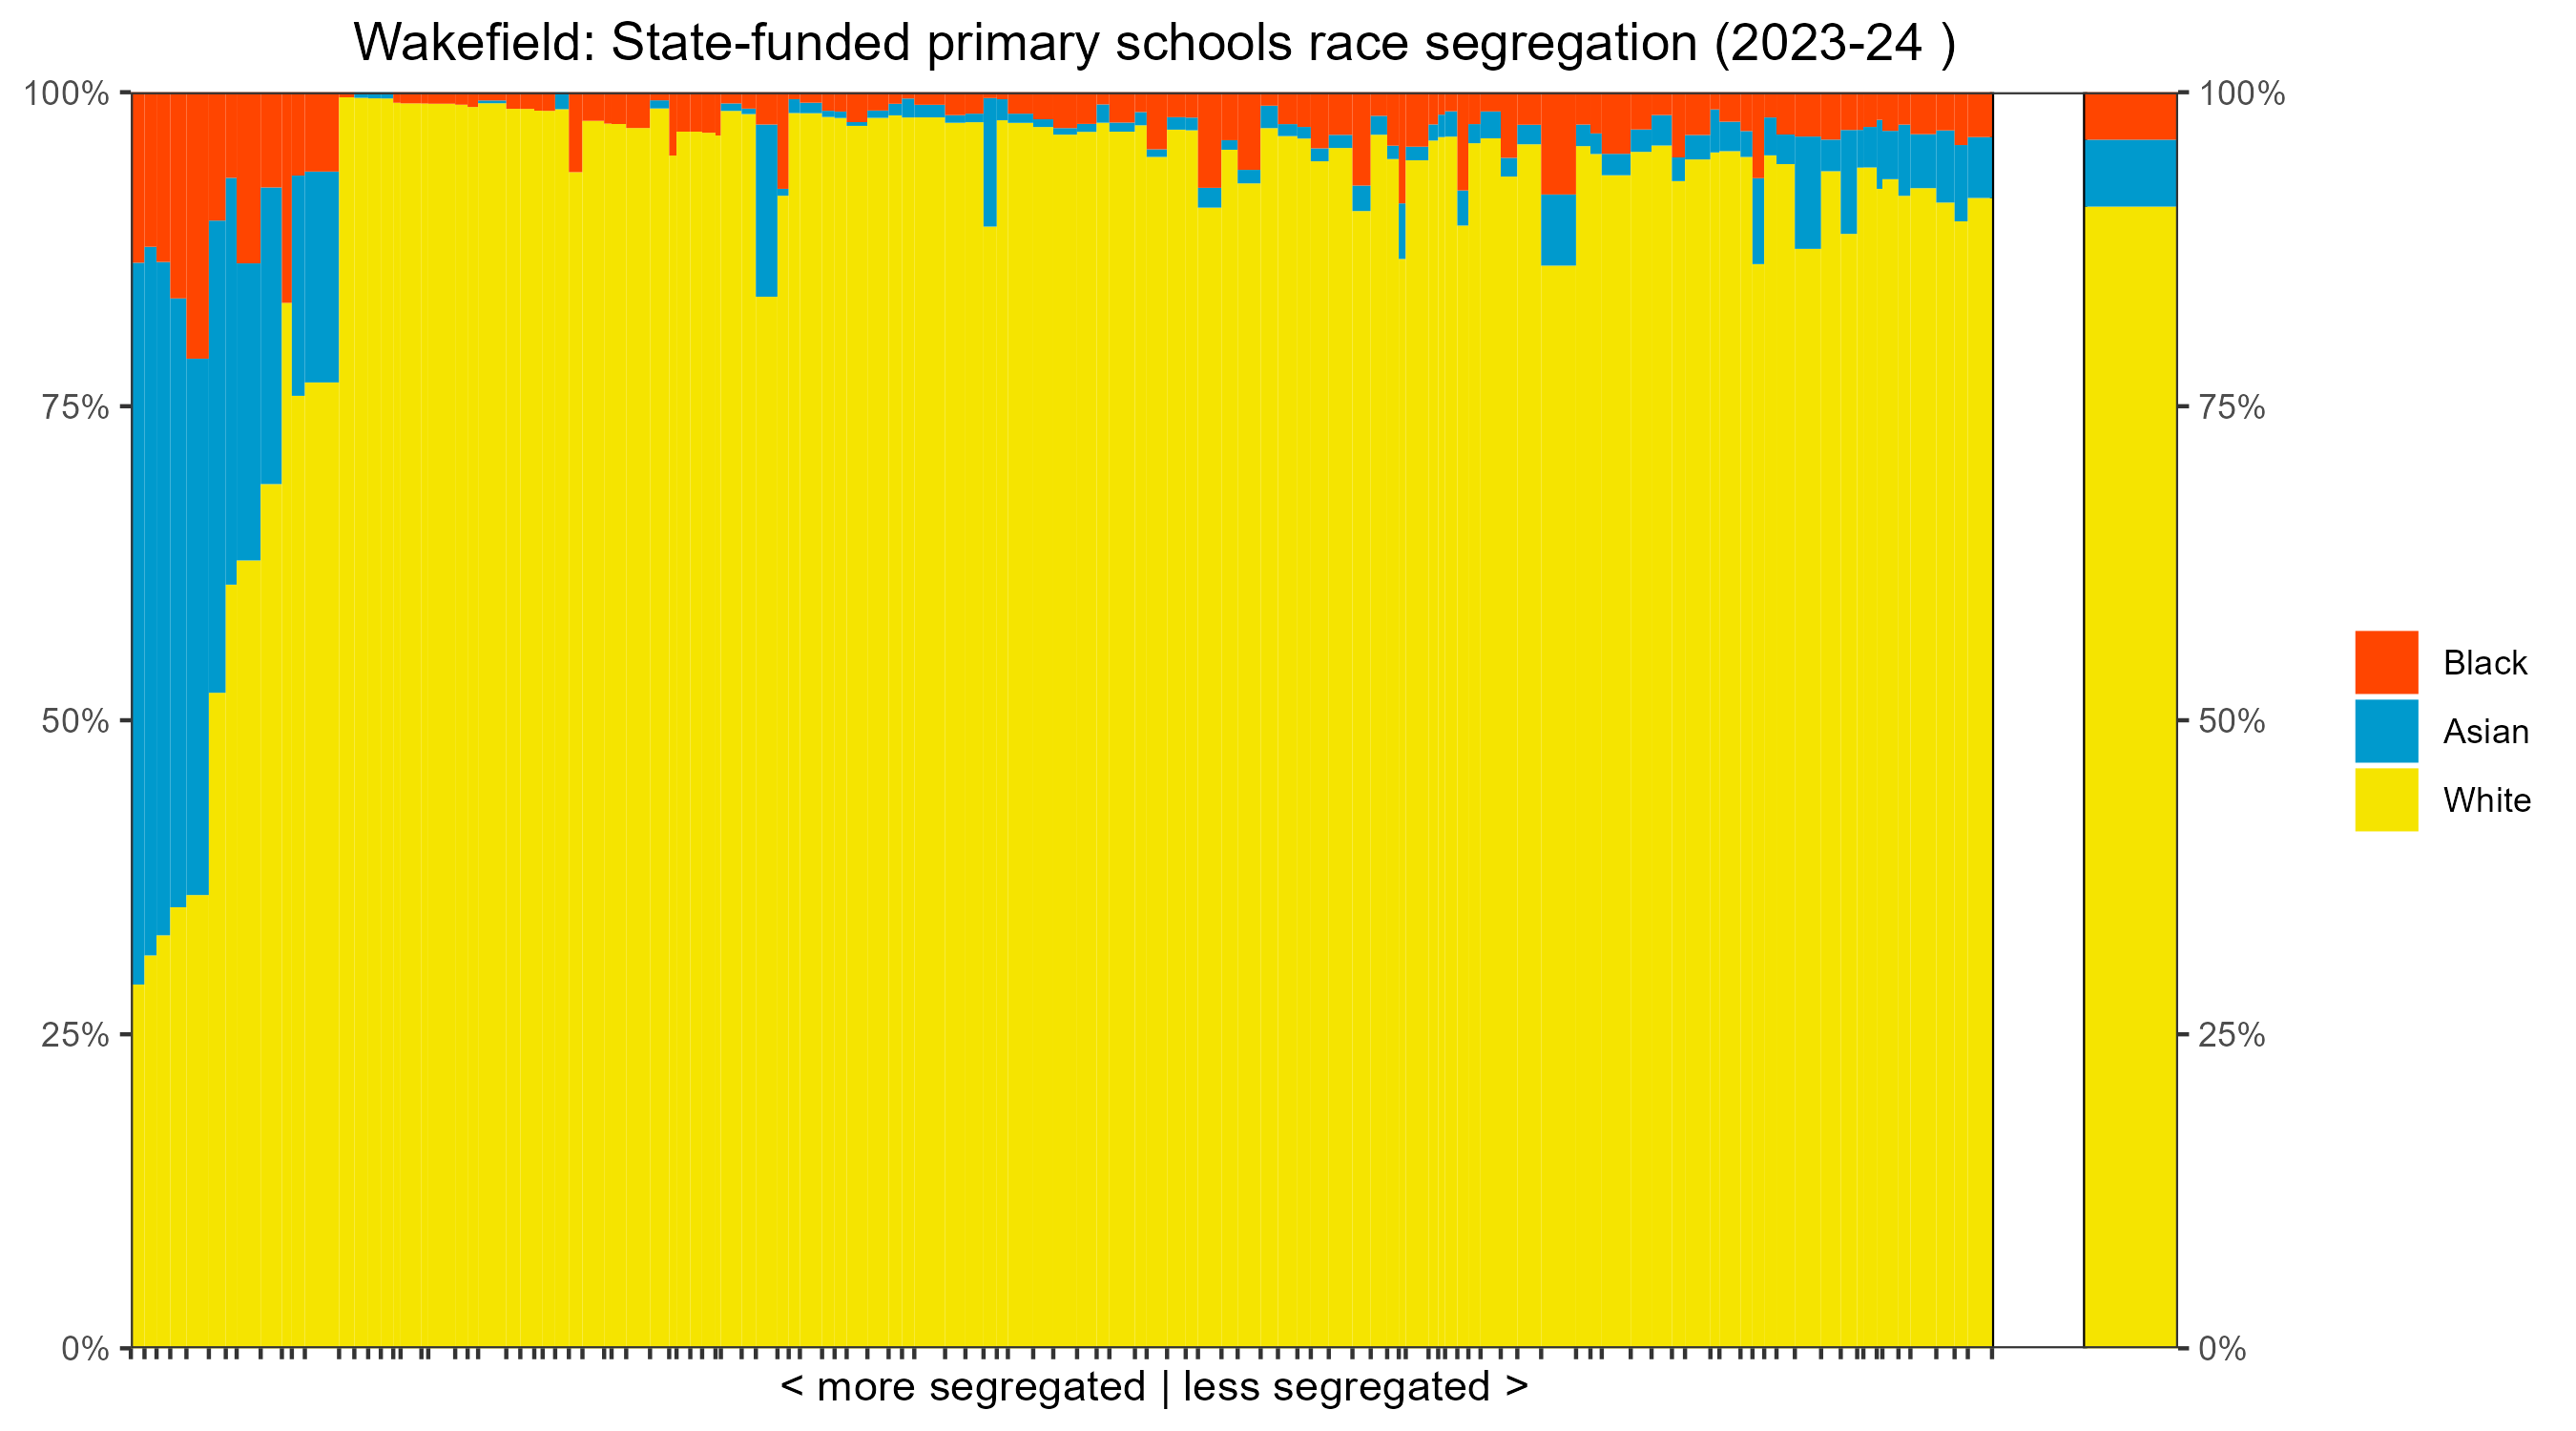 Wakefield: State-funded primary schools race segregation (2023-24 )
100%
75%
50%
25%
0%
100%
75%
50%
25%
0%
Black
Asian
White
< more segregated | less segregated >